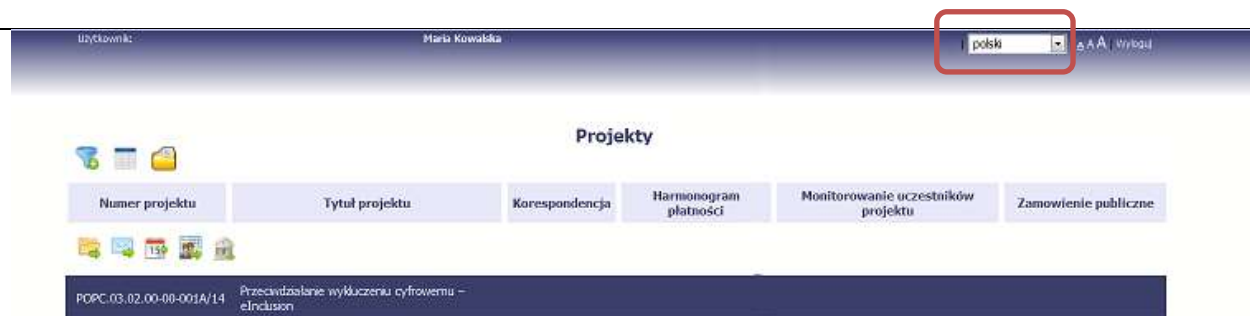 Użytkownik: Maria Kowalska | polski A A A | Wyloguj
Projekty
Numer projektu Tytuł projektu Korespondencja Harmonogram płatności Monitorowanie uczestników projektu Zamowienie publiczne
POPC.03.02.00-00-001A/14 Przeciwdziałanie wykluczeniu cyfrowemu –
eInclusion